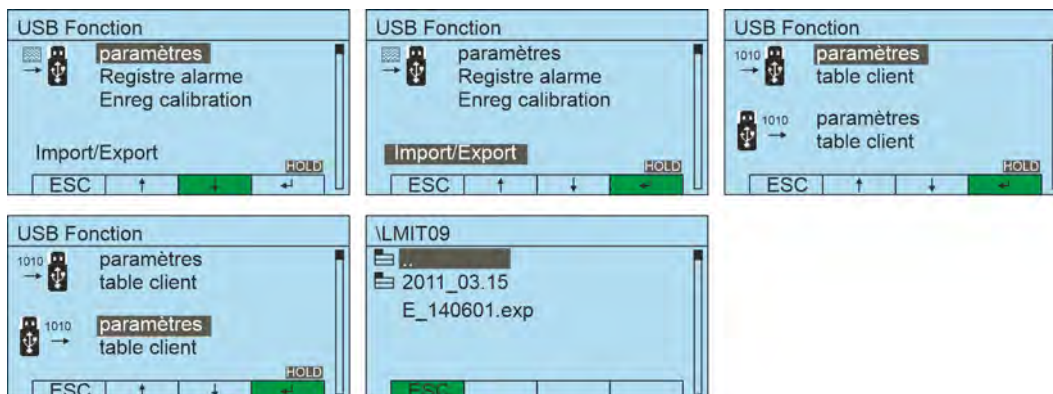 USB Fonction
paramètres
Registre alarme
Enreg calibration
Import/Export
HOLD
ESC ↑ ↓ ↵
USB Fonction
paramètres
Registre alarme
Enreg calibration
Import/Export
HOLD
ESC ↑ ↓ ↵
USB Fonction
1010 paramètres
table client
1010 paramètres
table client
HOLD
ESC ↑ ↓ ↵
USB Fonction
1010 paramètres
table client
1010 paramètres
table client
HOLD
ESC ↑ ↓ ↵
\LMIT09
..
2011_03.15
E_140601.exp
ESC